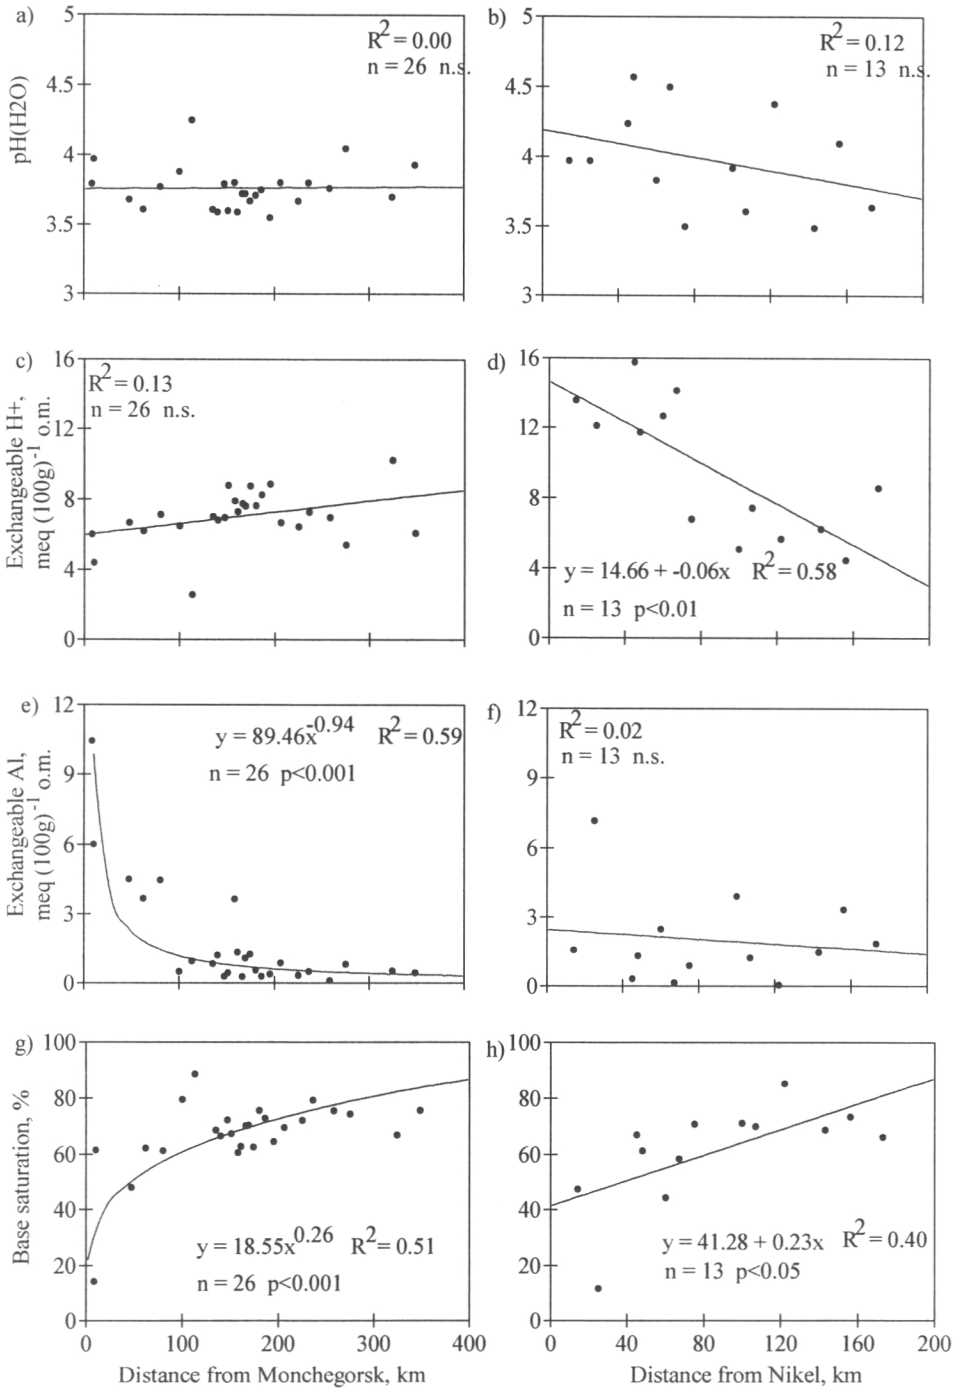 a)
R2 = 0.00
n = 26 n.s.
pH(H2O)
5
4.5
4
3.5
3
b)
R2 = 0.12
n = 13 n.s.
5
4.5
4
3.5
3
c)
R2 = 0.13
n = 26 n.s.
Exchangeable H+,
meq (100g)-1 o.m.
16
12
8
4
0
d)
16
12
8
4
0
y = 14.66 + -0.06x R2 = 0.58
n = 13 p<0.01
e)
y = 89.46x-0.94 R2 = 0.59
n = 26 p<0.001
Exchangeable Al,
meq (100g)-1 o.m.
12
9
6
3
0
f)
R2 = 0.02
n = 13 n.s.
12
9
6
3
0
g)
Base saturation, %
100
80
60
40
20
0
y = 18.55x0.26 R2 = 0.51
n = 26 p<0.001
0 100 200 300 400
Distance from Monchegorsk, km
h)
100
80
60
40
20
0
y = 41.28 + 0.23x R2 = 0.40
n = 13 p<0.05
0 40 80 120 160 200
Distance from Nikel, km